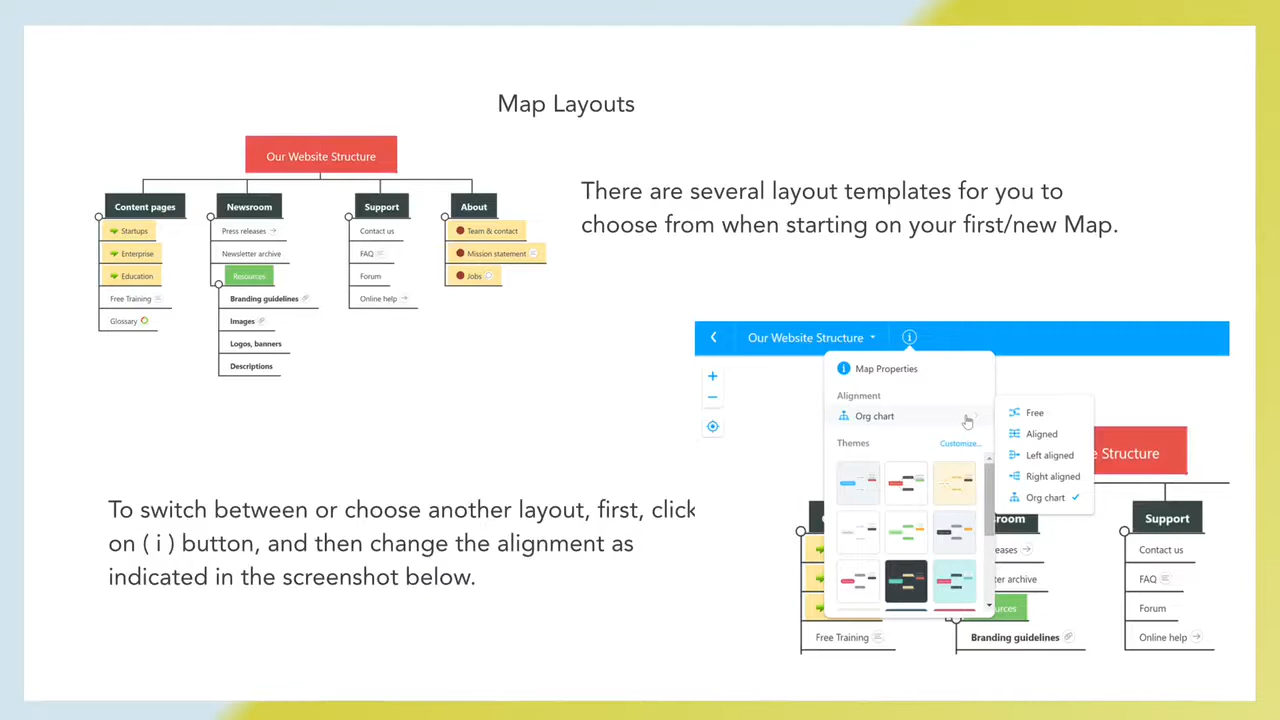 Map Layouts
Our Website Structure
Content pages
Newsroom
Support
About
Startups
Press releases
Contact us
Team & contact
Enterprise
Newsletter archive
FAQ
Mission statement
Education
Resources
Forum
Jobs
Free Training
Branding guidelines
Online help
Glossary
Images
Logos, banners
Descriptions
There are several layout templates for you to
choose from when starting on your first/new Map.
To switch between or choose another layout, first, click
on ( i ) button, and then change the alignment as
indicated in the screenshot below.
Our Website Structure
Map Properties
Alignment
Org chart
Themes
Customize...
Free
Aligned
Left aligned
Right aligned
Org chart
e Structure
room
Support
eases
Contact us
ter archive
FAQ
urces
Forum
Free Training
Branding guidelines
Online help